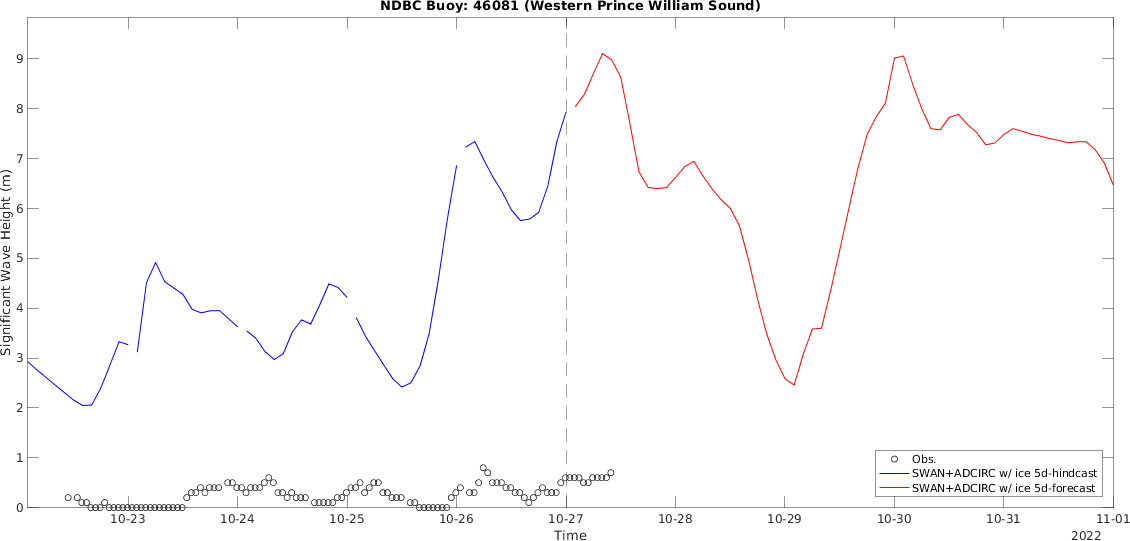 NDBC Buoy: 46081 (Western Prince William Sound)
Significant Wave Height (m)
9
8
7
6
5
4
3
2
1
0
Obs.
SWAN+ADCIRC w/ ice 5d-hindcast
SWAN+ADCIRC w/ ice 5d-forecast
10-23 10-24 10-25 10-26 10-27 10-28 10-29 10-30 10-31 11-01
Time
2022